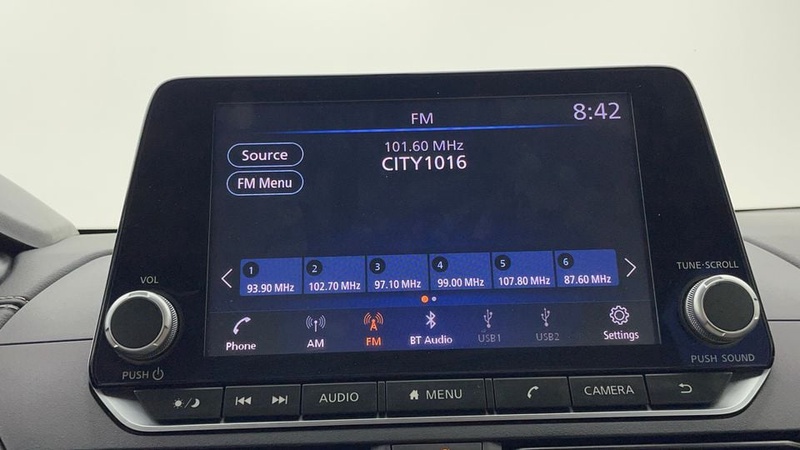 FM
8:42
101.60 MHz
Source
CITY1016
FM Menu
1 2 3 4 5 6
93.90 MHz 102.70 MHz 97.10 MHz 99.00 MHz 107.80 MHz 87.60 MHz
VOL
TUNE·SCROLL
Phone AM FM BT Audio USB1 USB2 Settings
PUSH
PUSH SOUND
AUDIO MENU CAMERA